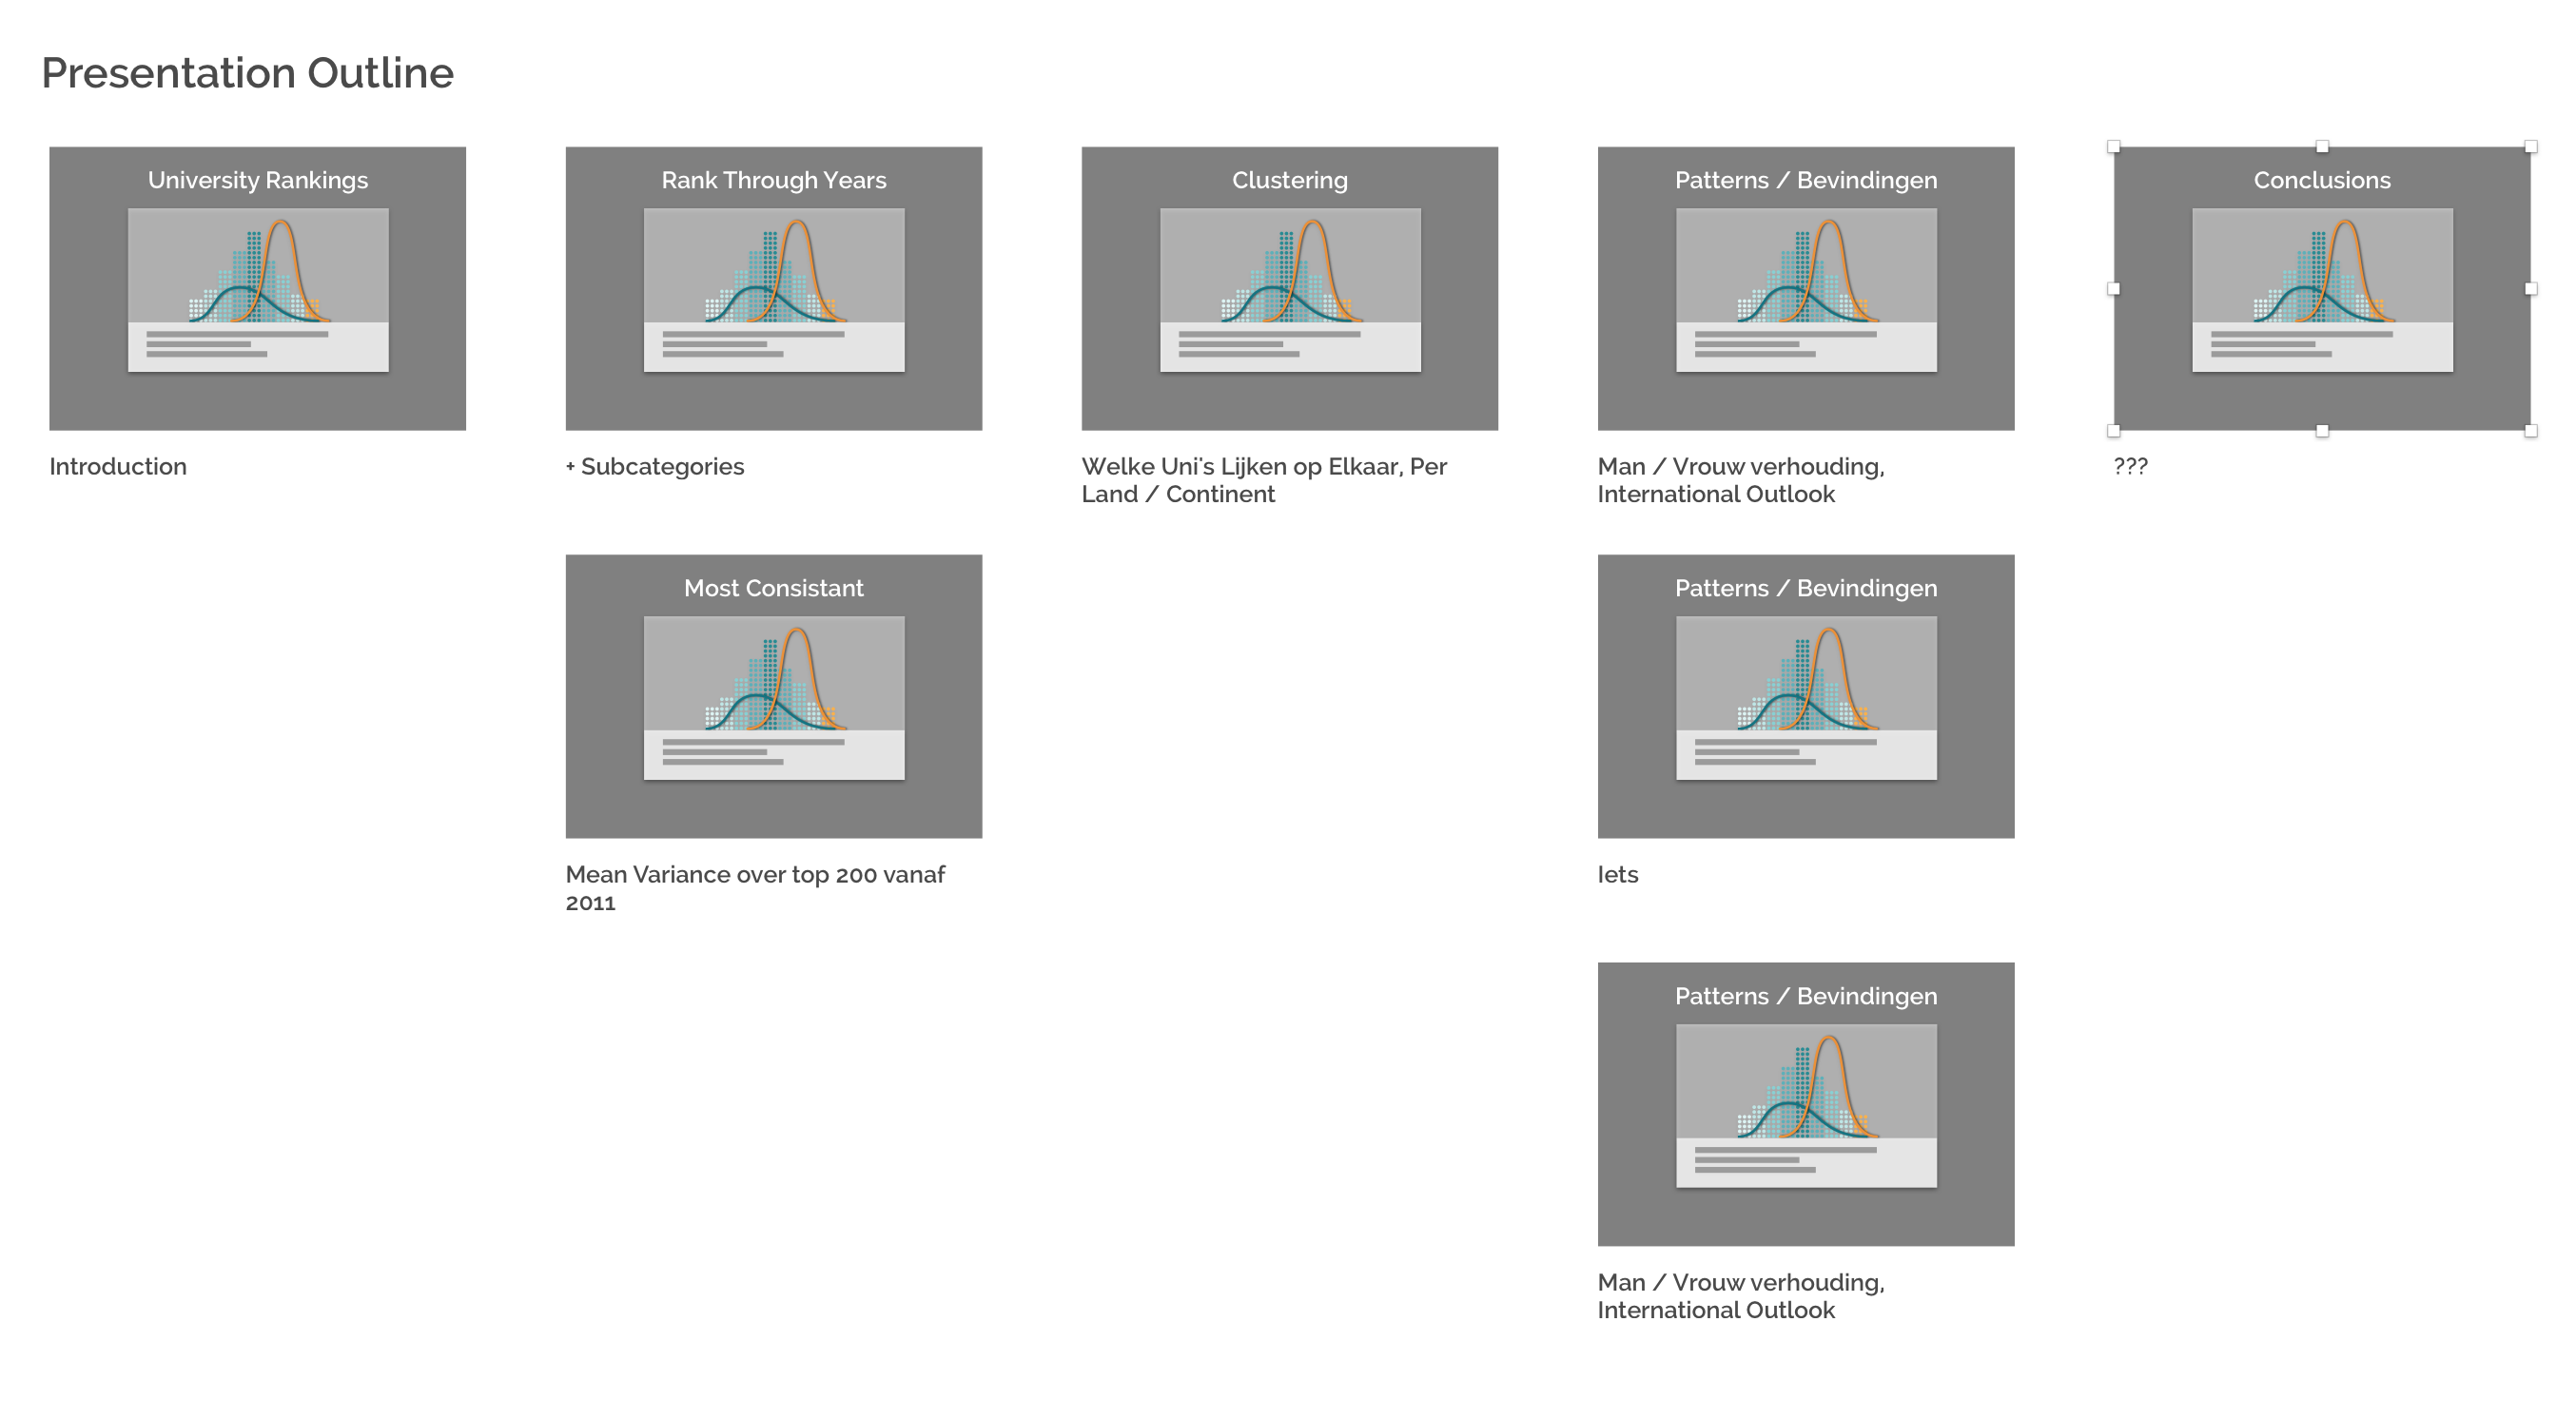 Presentation Outline
University Rankings
Introduction
Rank Through Years
+ Subcategories
Most Consistant
Mean Variance over top 200 vanaf
2011
Clustering
Welke Uni's Lijken op Elkaar, Per
Land / Continent
Patterns / Bevindingen
Man / Vrouw verhouding,
International Outlook
Patterns / Bevindingen
Iets
Patterns / Bevindingen
Man / Vrouw verhouding,
International Outlook
Conclusions
???